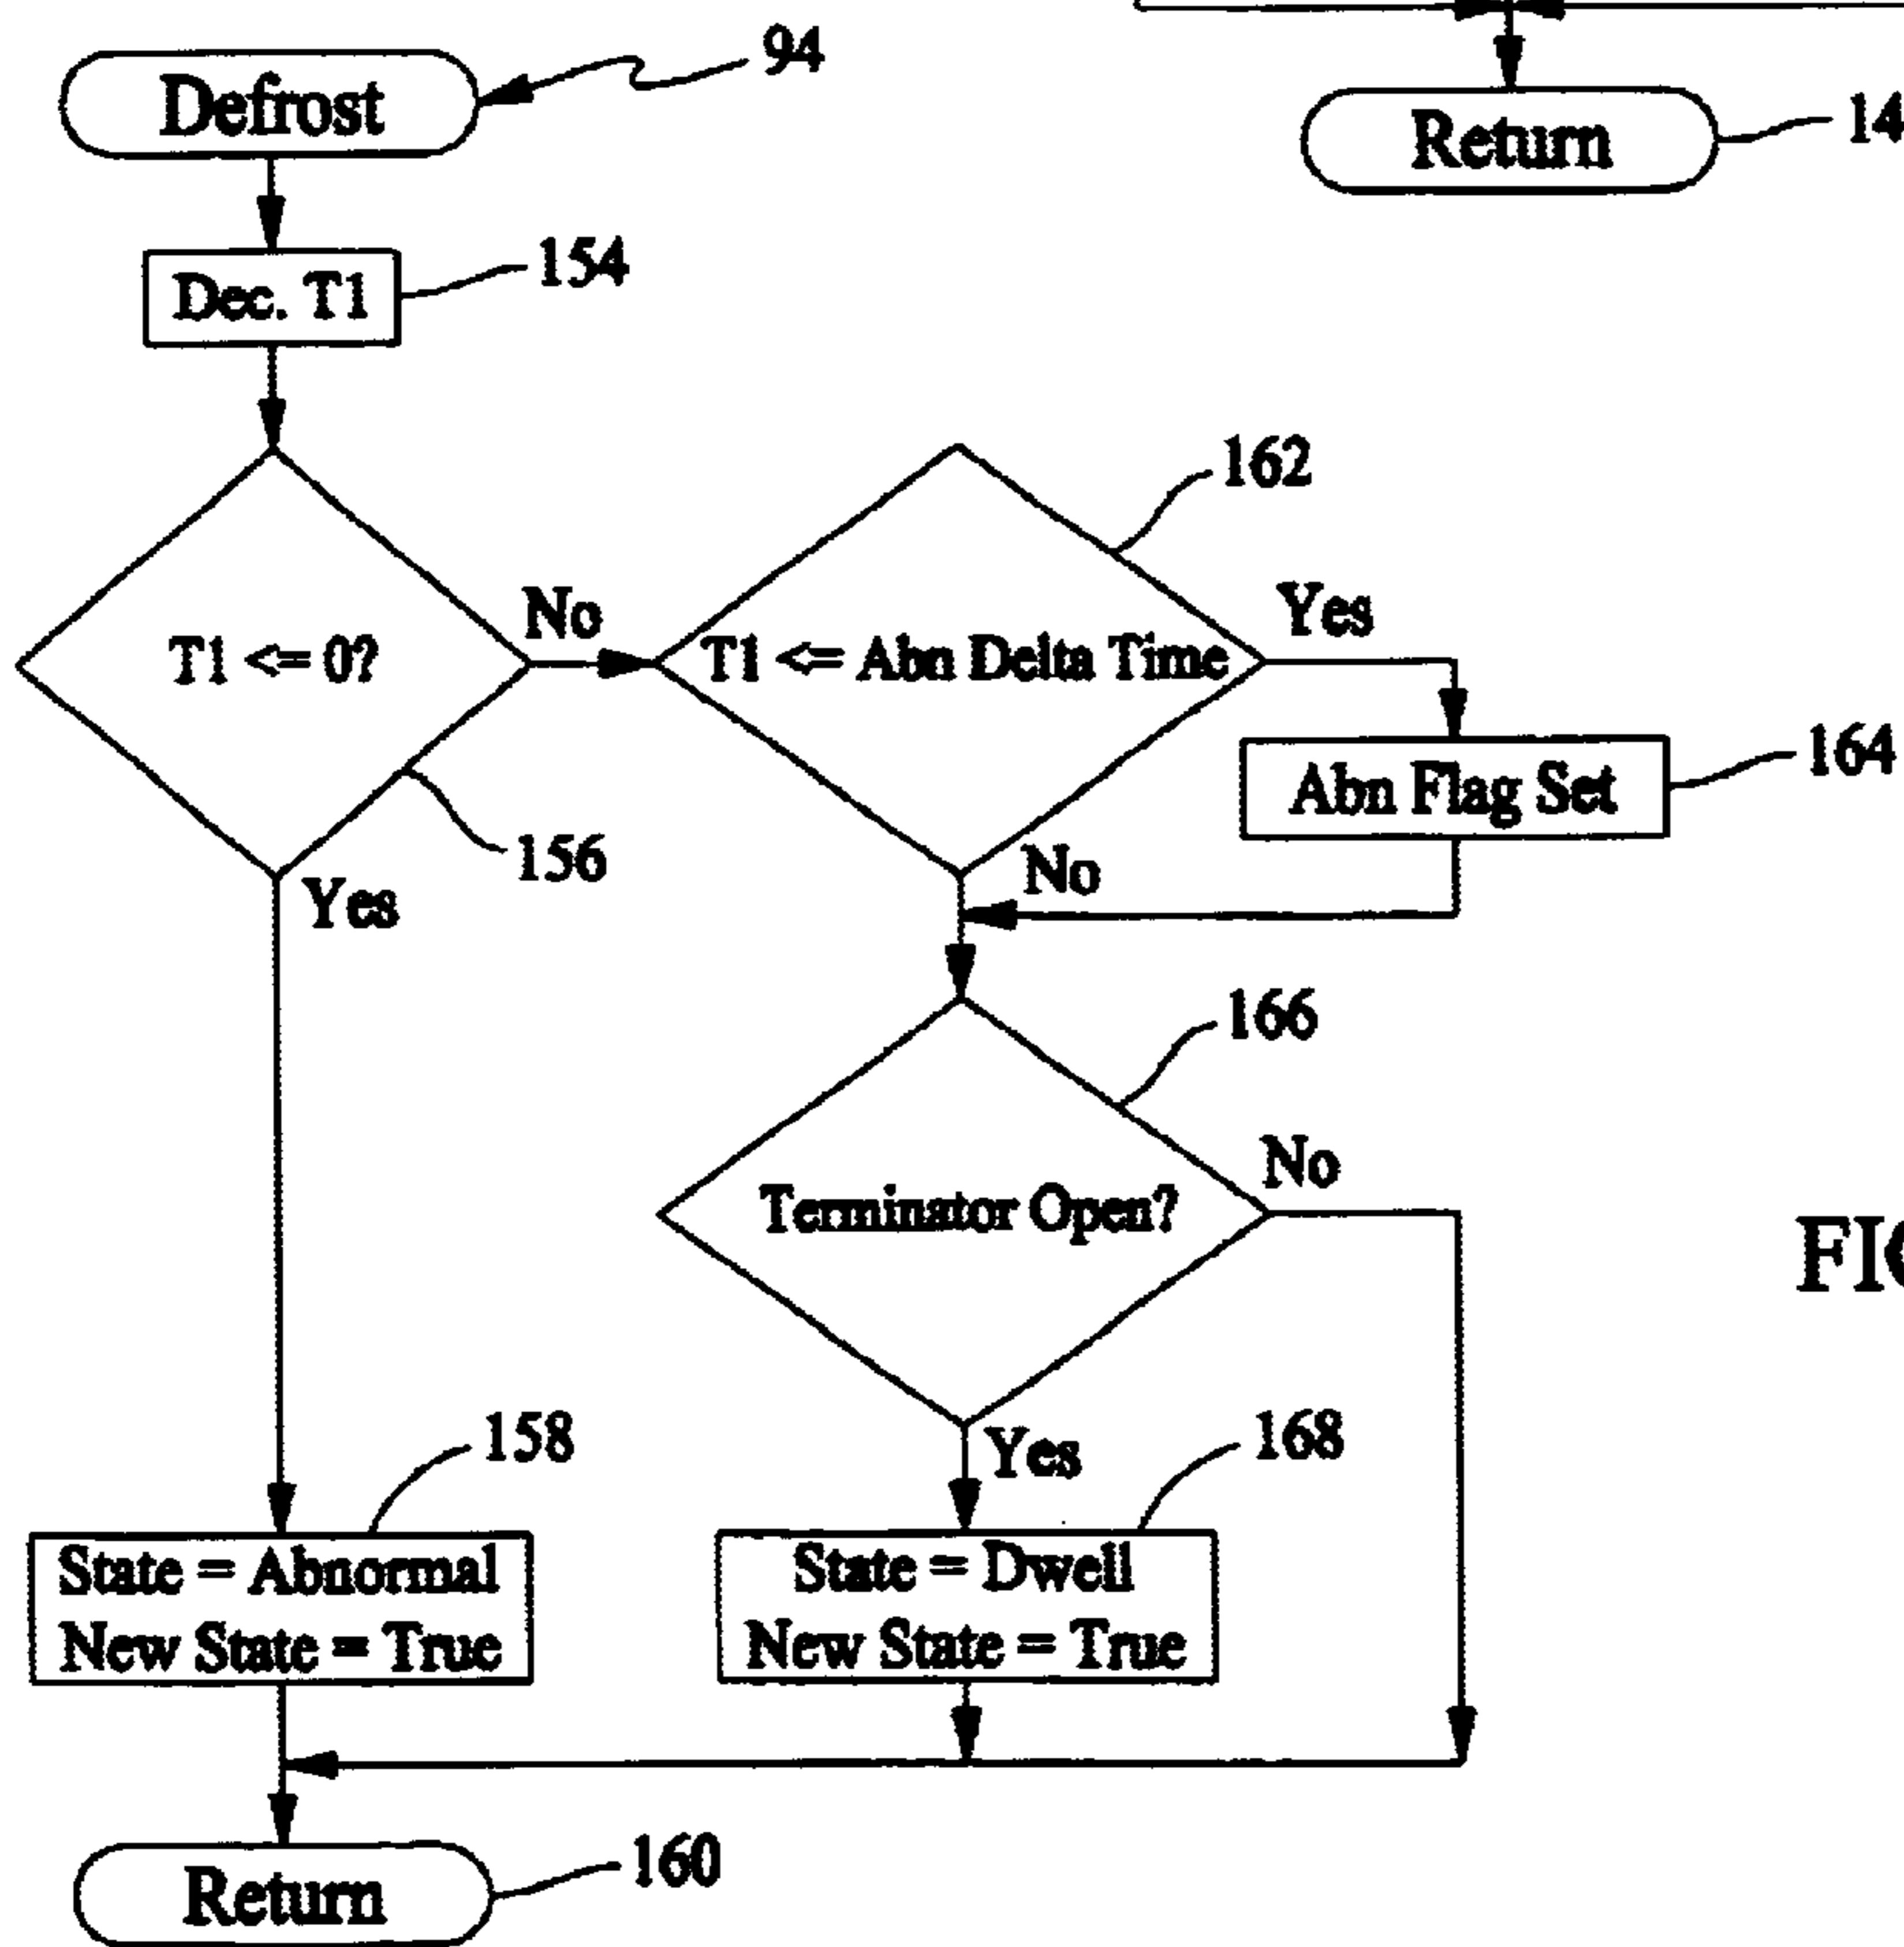 Defrost
94
Return
Dec. T1
154
T1 <= 0?
No
156
Yes
T1 <= Abn Delta Time
162
Yes
Abn Flag Set
164
No
Terminator Open?
166
No
Yes
State = Abnormal
New State = True
158
State = Dwell
New State = True
168
Return
160